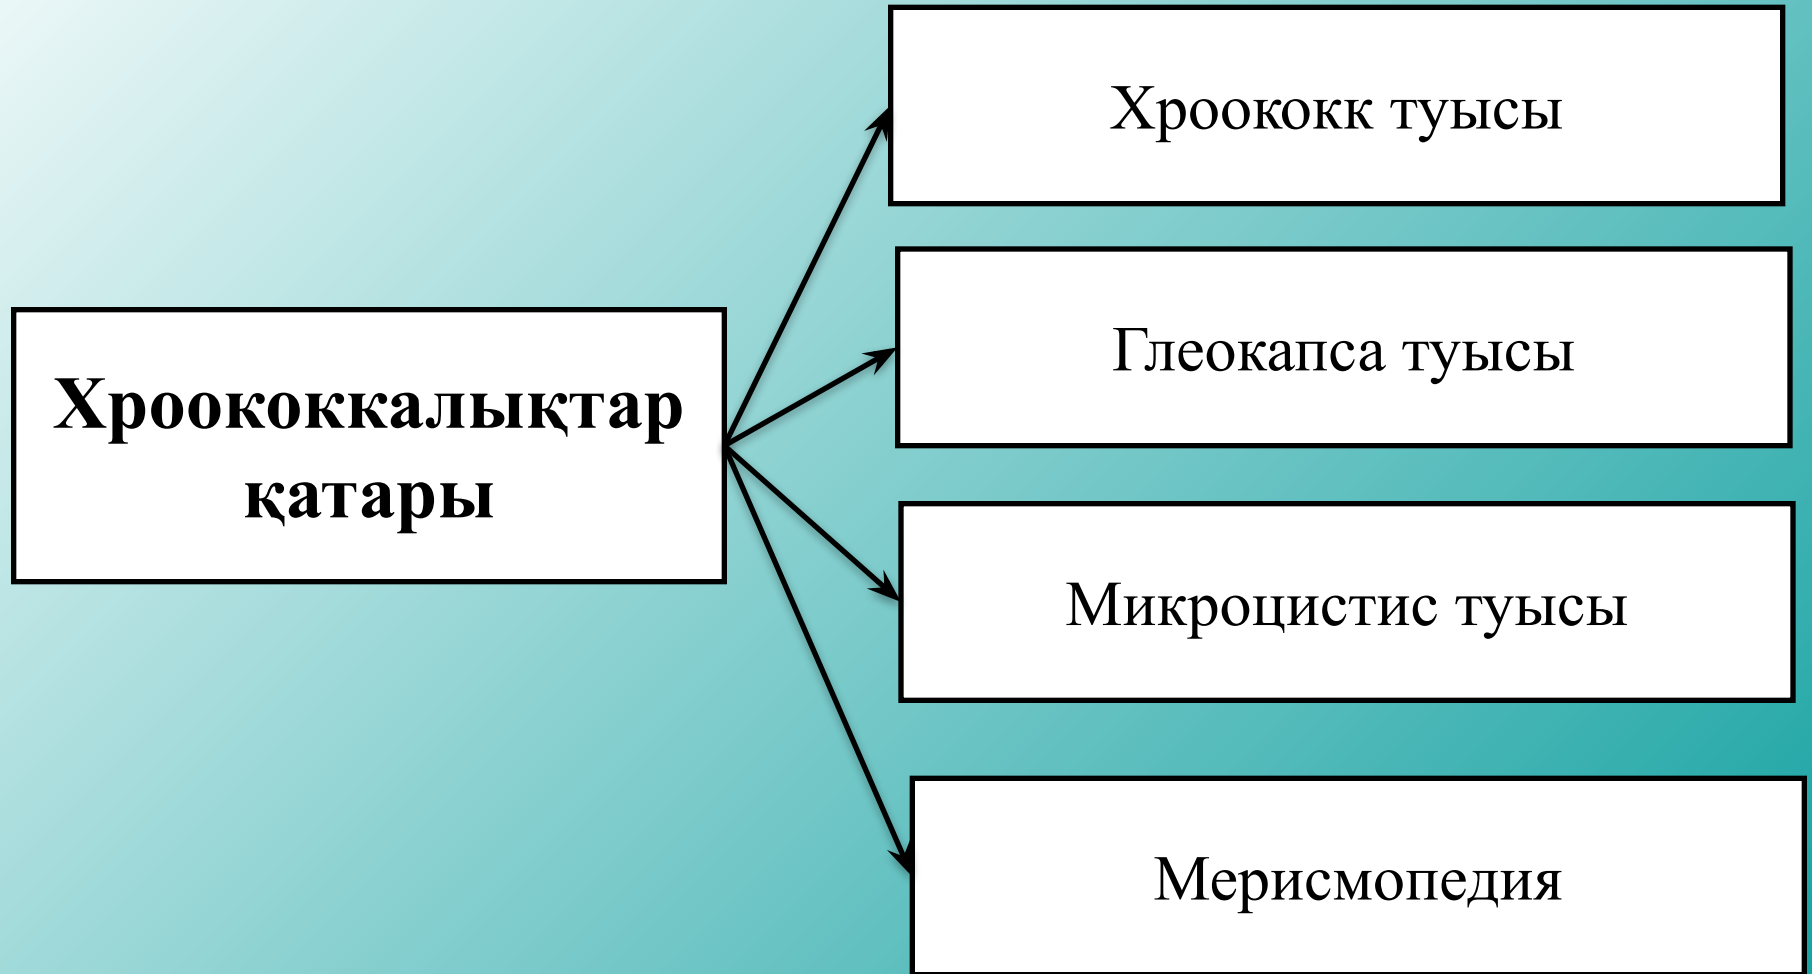 Хроококк туысы
Глеокапса туысы
Хроококкалықтар
қатары
Микроцистис туысы
Мерисмопедия